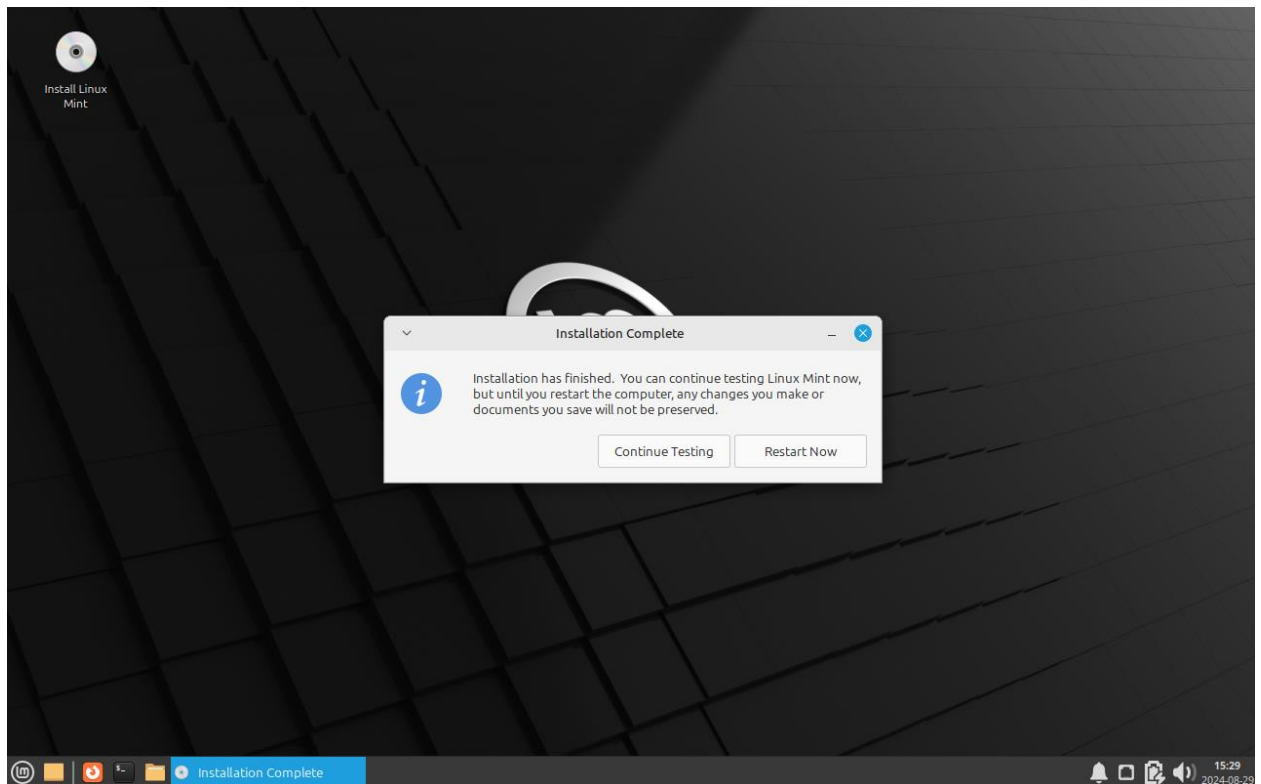 Install Linux
Mint
Installation Complete
Installation has finished.  You can continue testing Linux Mint now,
but until you restart the computer, any changes you make or
documents you save will not be preserved.
Continue Testing
Restart Now
Installation Complete
15:29
2024-08-29